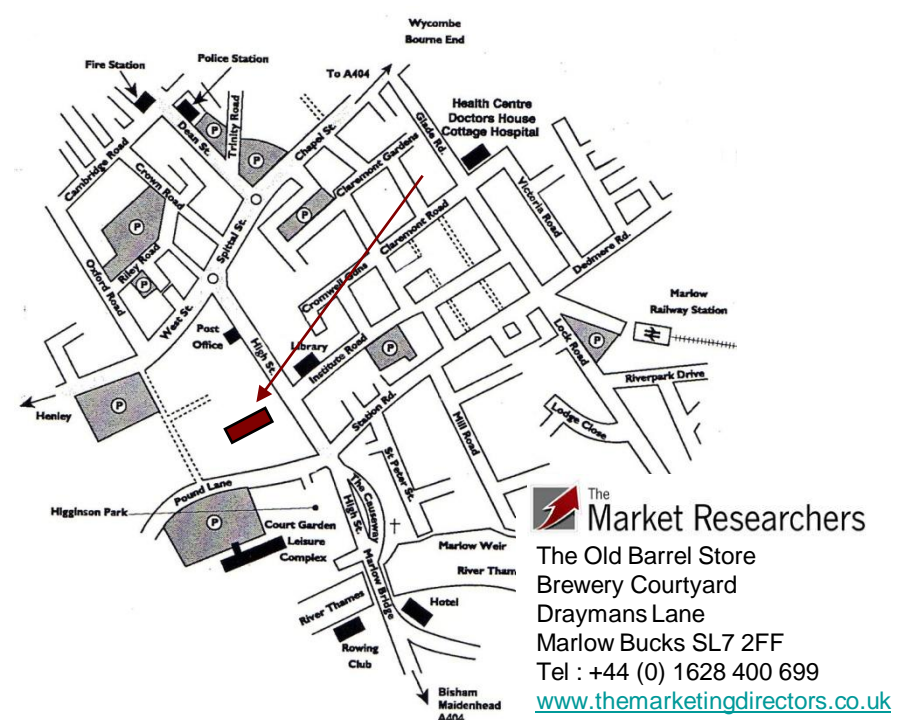 Wycombe
Bourne End
Fire Station
Police Station
To A404
Health Centre
Doctors House
Cottage Hospital
Dean St.
Trinity Road
Chapel St.
Glade Rd.
Cambridge Road
Crown Road
Claremont Gardens
Victoria Road
Claremont Road
Spittal St.
Riley Road
Oxford Road
Dedmere Rd.
Cromwell Gdns
West St.
Marlow
Railway Station
Post
Office
High St.
Library
Institute Road
Lock Road
Riverpark Drive
Henley
Station Rd.
Mill Road
Lodge Close
St Peter St.
Pound Lane
The Causeway
High St.
Higginson Park
Court Garden
Leisure
Complex
Marlow Weir
River Tham
Marlow Bridge
River Thames
Hotel
Rowing
Club
Bisham
Maidenhead
A404
P
P
P
P
P
P
P
P
P
The
Market Researchers
The Old Barrel Store
Brewery Courtyard
Draymans Lane
Marlow Bucks SL7 2FF
Tel : +44 (0) 1628 400 699
www.themarketingdirectors.co.uk